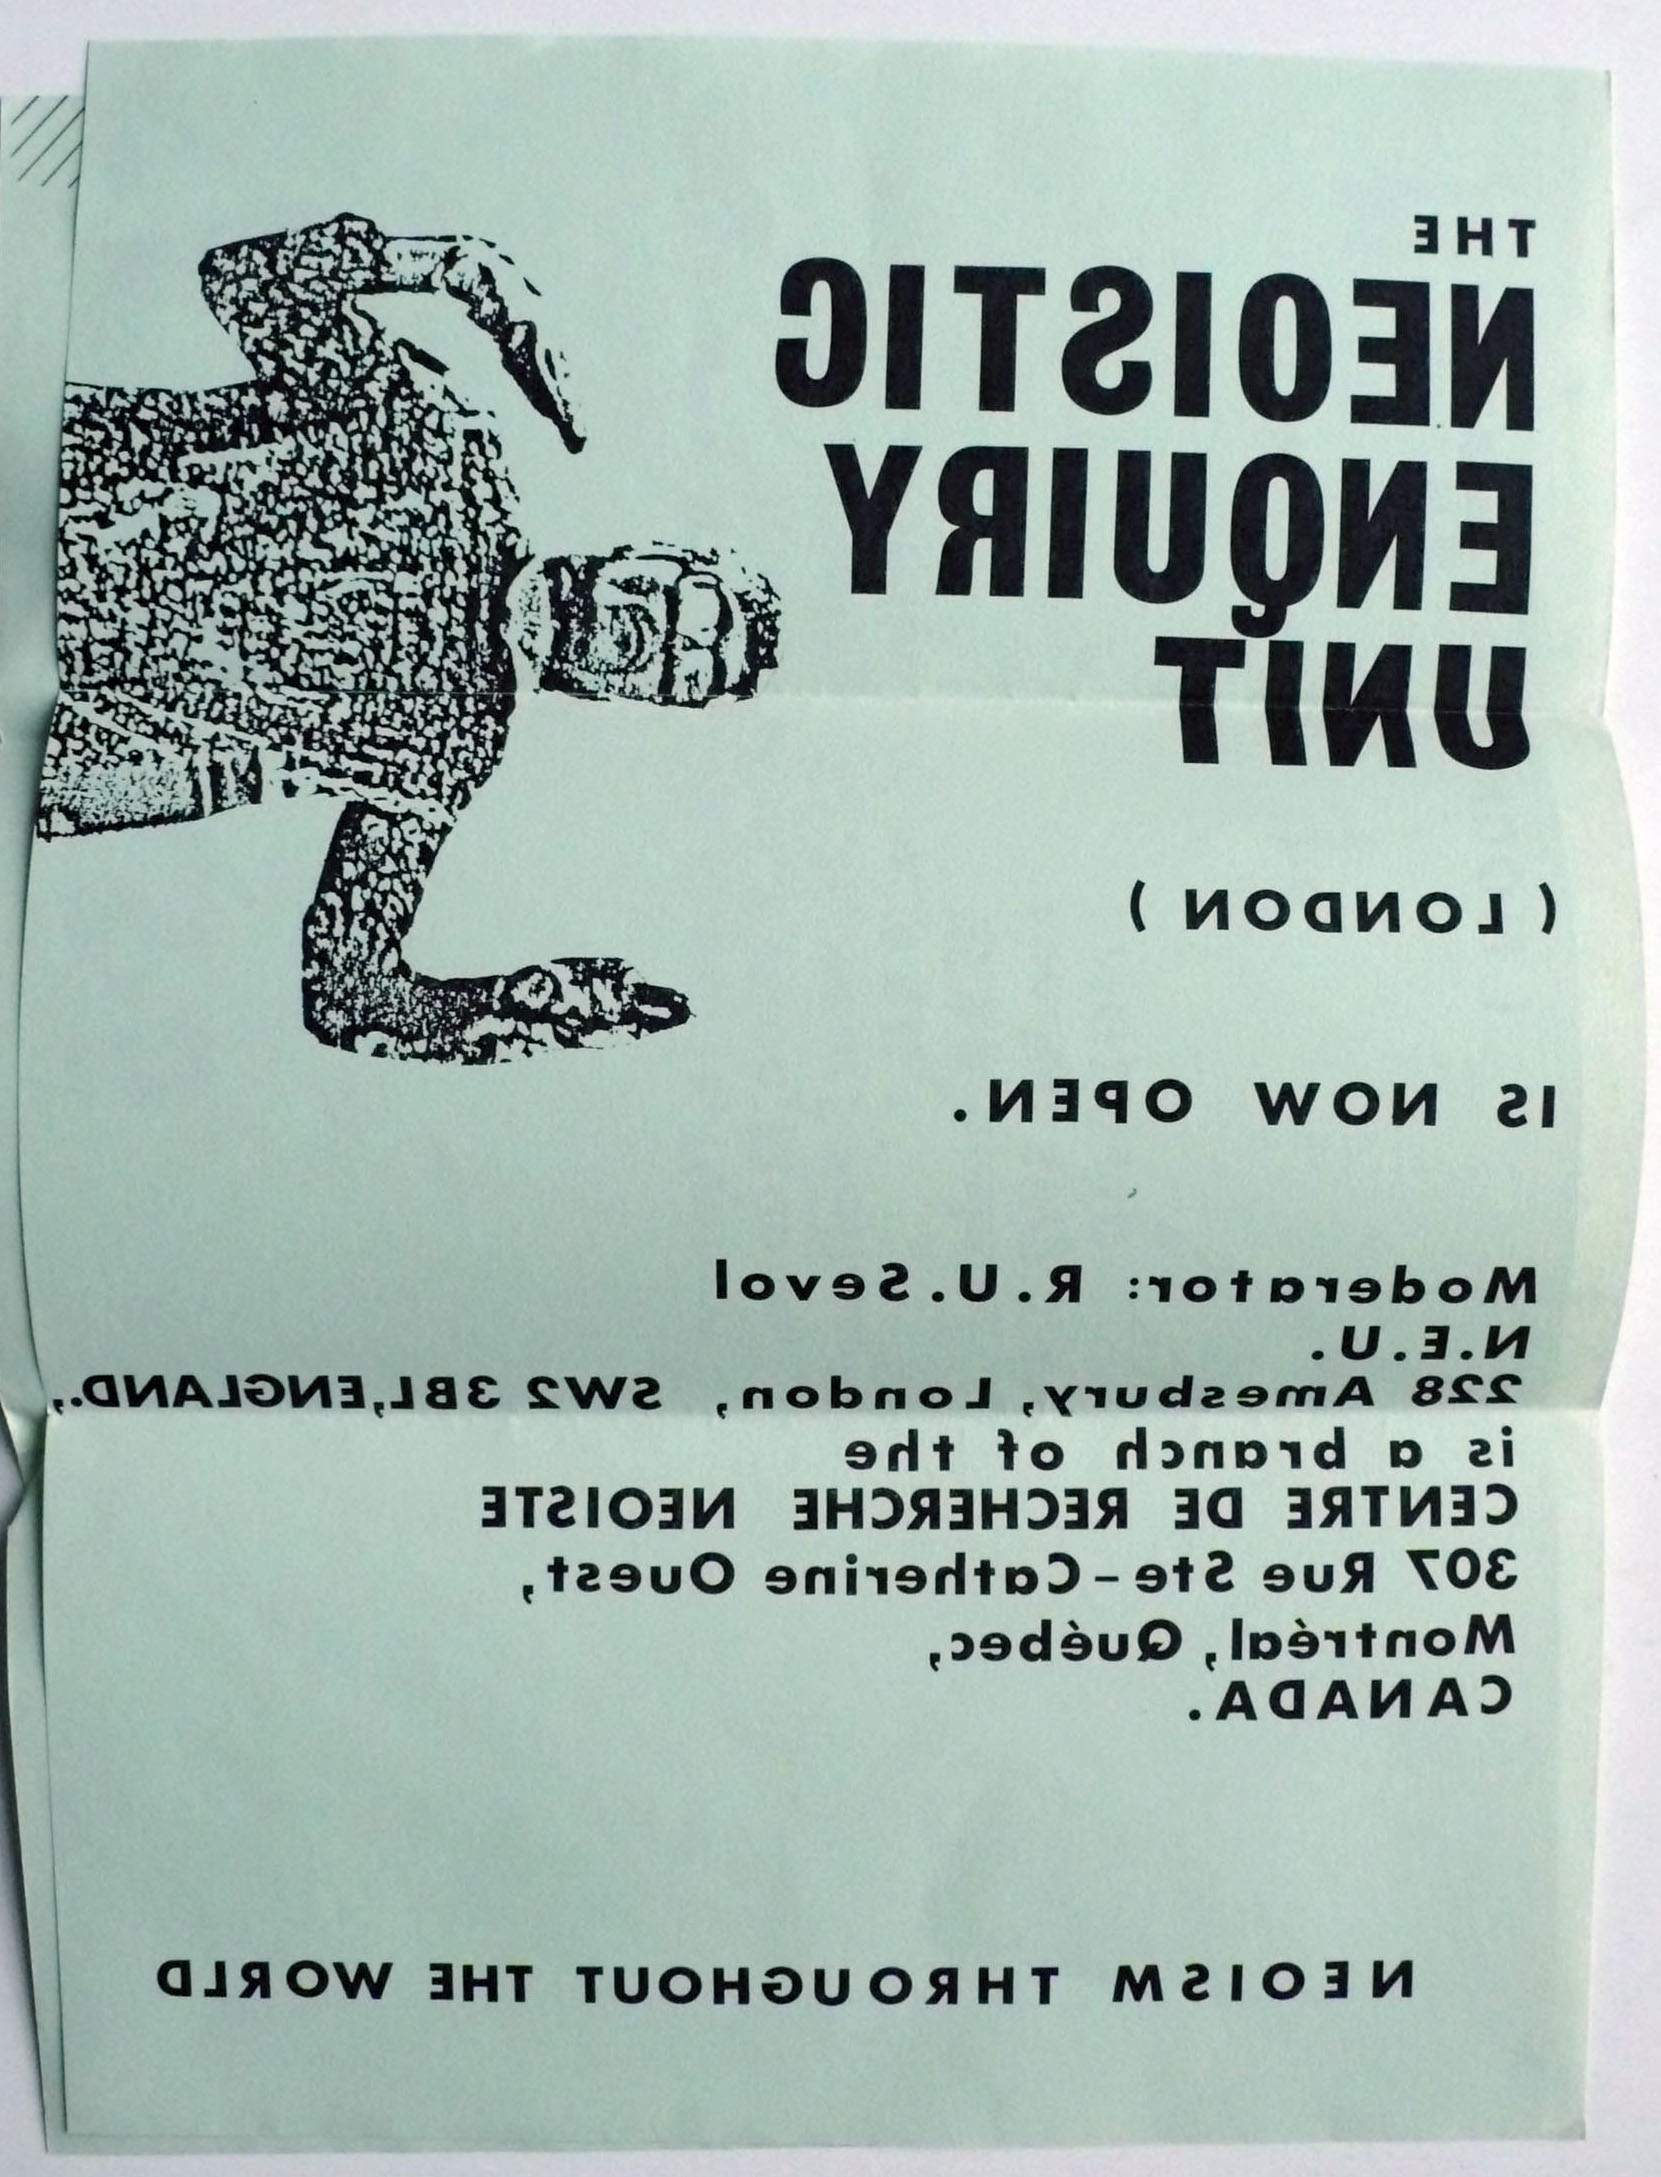 THE
NEOISTIC
ENQUIRY
UNIT
( LONDON )
IS NOW OPEN.
Moderator: R.U.Sevol
N.E.U.
228 Amesbury, London, SW2 3BL,ENGLAND.,
is a branch of the
CENTRE DE RECHERCHE NEOISTE
307 Rue Ste-Catherine Ouest,
Montréal, Québec,
CANADA.
NEOISM THROUGHOUT THE WORLD